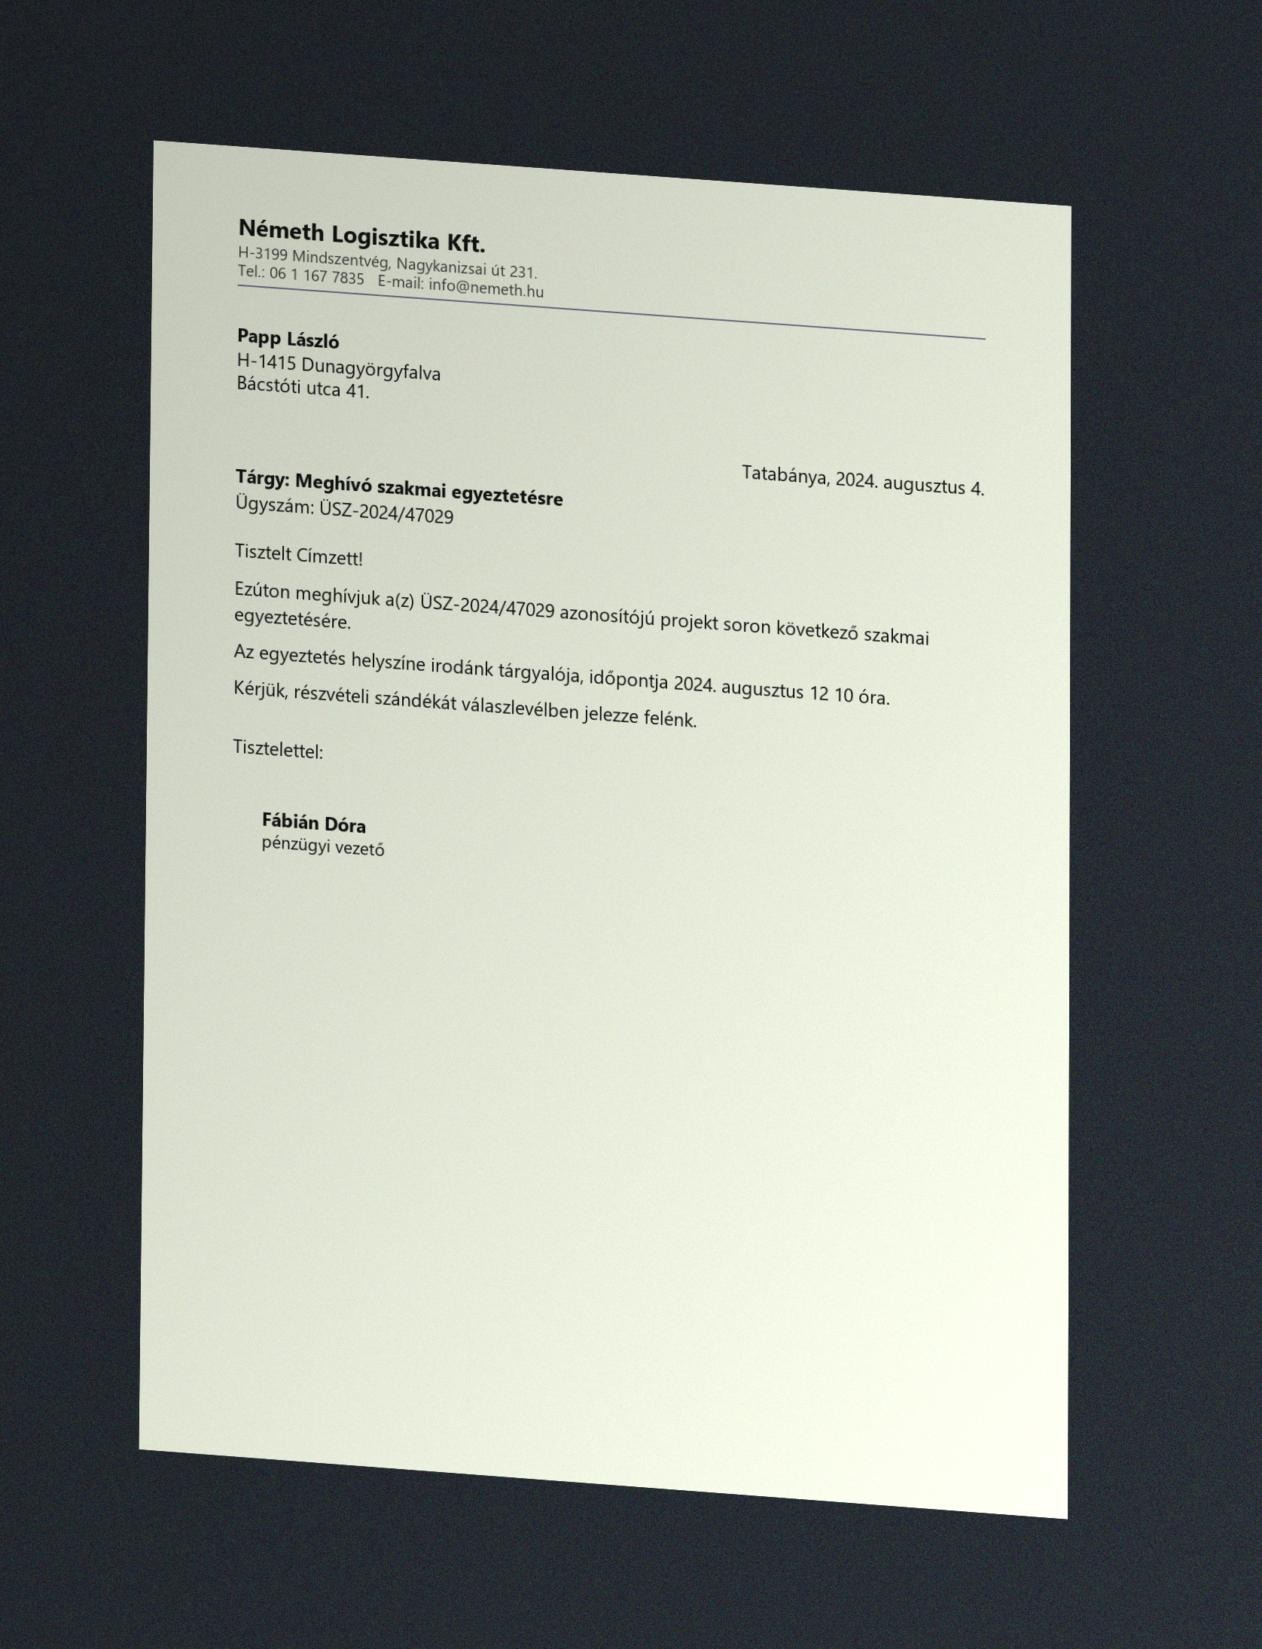 Németh Logisztika Kft.
H-3199 Mindszentvég, Nagykanizsai út 231.
Tel.: 06 1 167 7835 E-mail: info@nemeth.hu
Papp László
H-1415 Dunagyörgyfalva
Bácstóti utca 41.
Tatabánya, 2024. augusztus 4.
Tárgy: Meghívó szakmai egyeztetésre
Ügyszám: ÜSZ-2024/47029
Tisztelt Címzett!
Ezúton meghívjuk a(z) ÜSZ-2024/47029 azonosítójú projekt soron következő szakmai
egyeztetésére.
Az egyeztetés helyszíne irodánk tárgyalója, időpontja 2024. augusztus 12 10 óra.
Kérjük, részvételi szándékát válaszlevélben jelezze felénk.
Tisztelettel:
Fábián Dóra
pénzügyi vezető